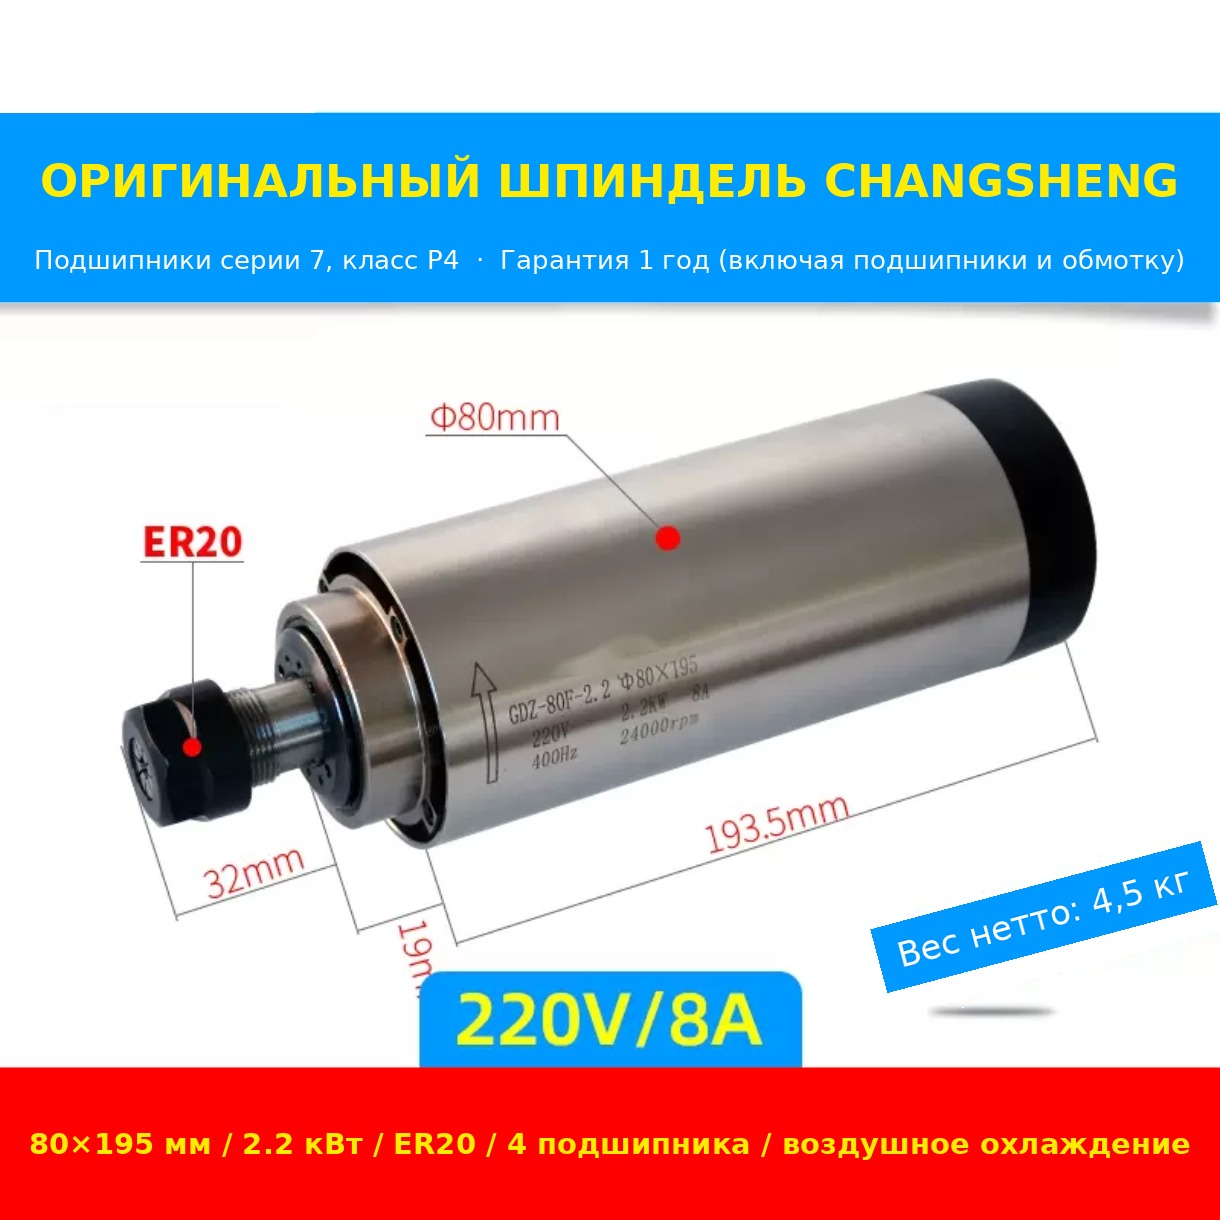 ОРИГИНАЛЬНЫЙ ШПИНДЕЛЬ CHANGSHENG
Подшипники серии 7, класс P4 · Гарантия 1 год (включая подшипники и обмотку)
Ф80mm
ER20
GDZ-80F-2.2 Ф80×195
220V 2.2KW 8A
400Hz 24000rpm
193.5mm
32mm
Вес нетто: 4,5 кг
220V/8A
80×195 мм / 2.2 кВт / ER20 / 4 подшипника / воздушное охлаждение